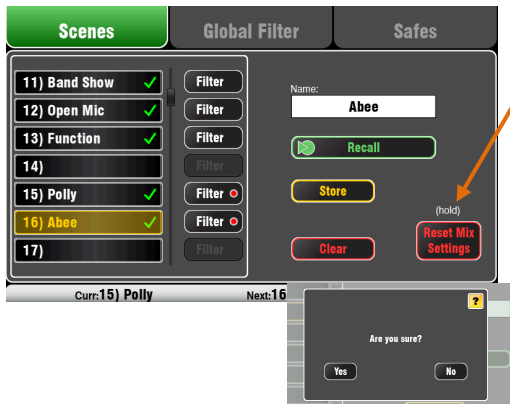 Scenes Global Filter Safes
11) Band Show Filter
12) Open Mic Filter
13) Function Filter
14) Filter
15) Polly Filter
16) Abee Filter
17) Filter
Name:
Abee
Recall
Store
(hold)
Clear
Reset Mix
Settings
Curr:15) Polly Next:16
?
Are you sure?
Yes No